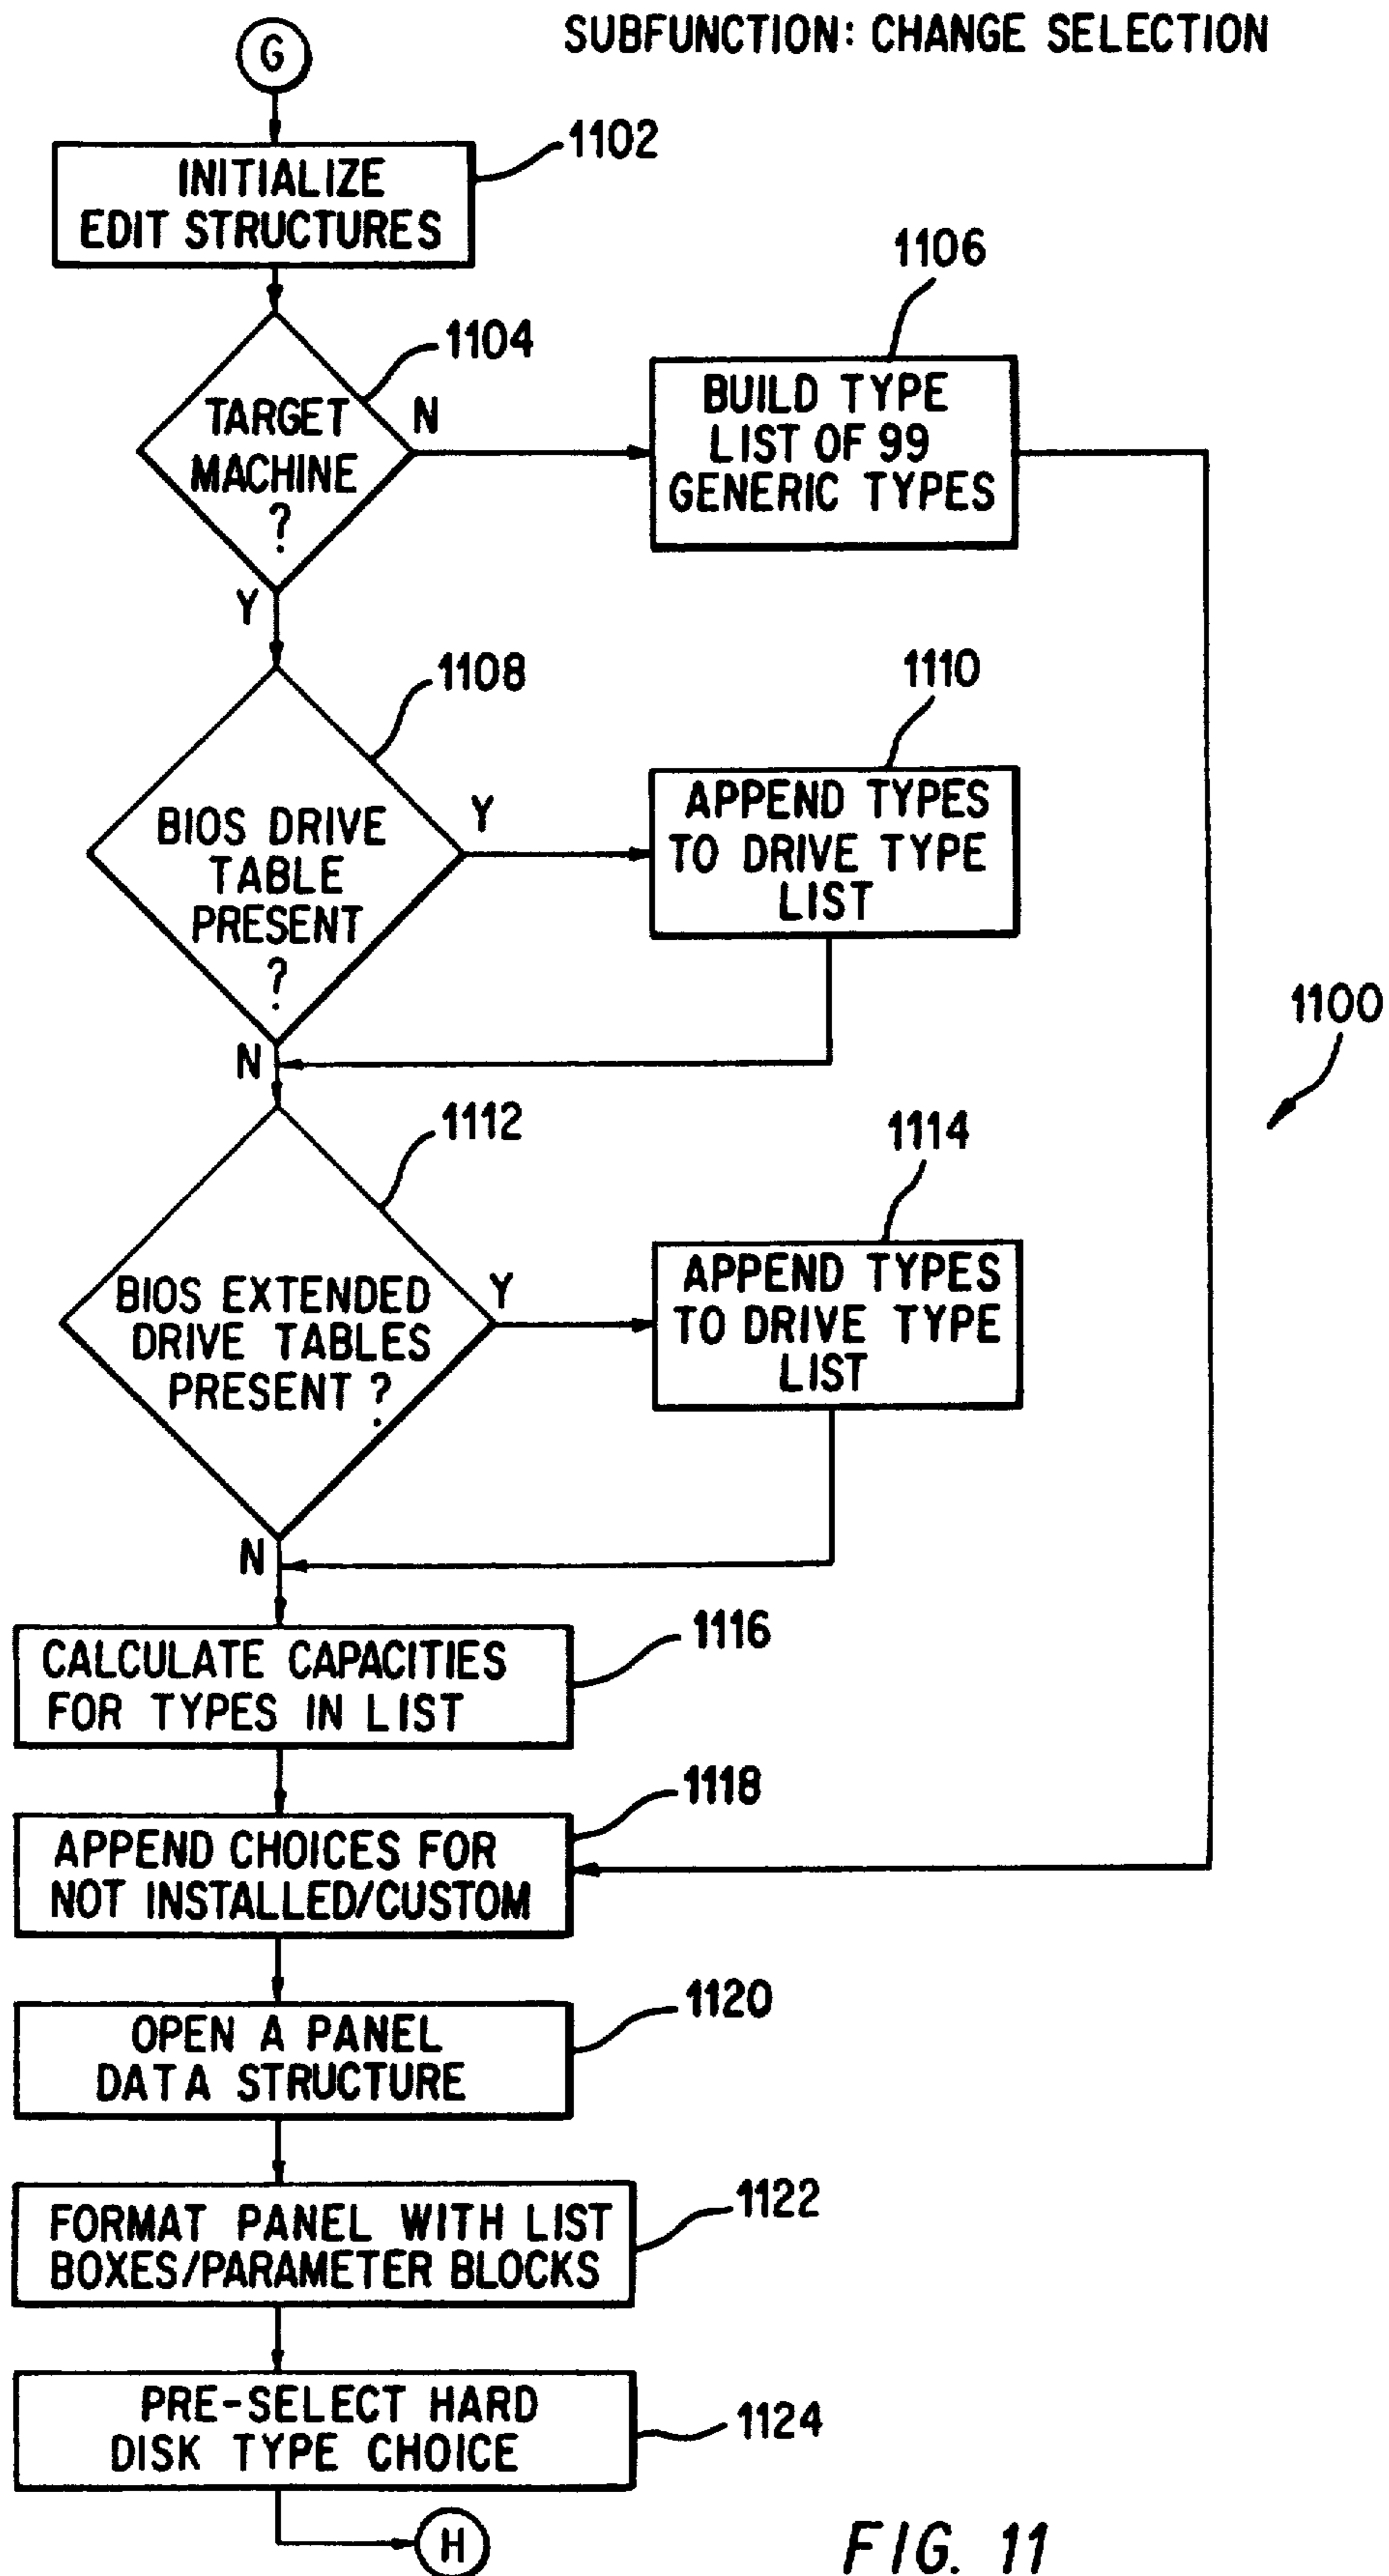 SUBFUNCTION: CHANGE SELECTION
G
1102
INITIALIZE
EDIT STRUCTURES
1106
1104
TARGET
MACHINE
?
N
BUILD TYPE
LIST OF 99
GENERIC TYPES
Y
1108
1110
BIOS DRIVE
TABLE
PRESENT
?
Y
APPEND TYPES
TO DRIVE TYPE
LIST
1100
N
1112
1114
BIOS EXTENDED
DRIVE TABLES
PRESENT ?
Y
APPEND TYPES
TO DRIVE TYPE
LIST
N
1116
CALCULATE CAPACITIES
FOR TYPES IN LIST
1118
APPEND CHOICES FOR
NOT INSTALLED/CUSTOM
1120
OPEN A PANEL
DATA STRUCTURE
1122
FORMAT PANEL WITH LIST
BOXES/PARAMETER BLOCKS
1124
PRE-SELECT HARD
DISK TYPE CHOICE
H
FIG. 11